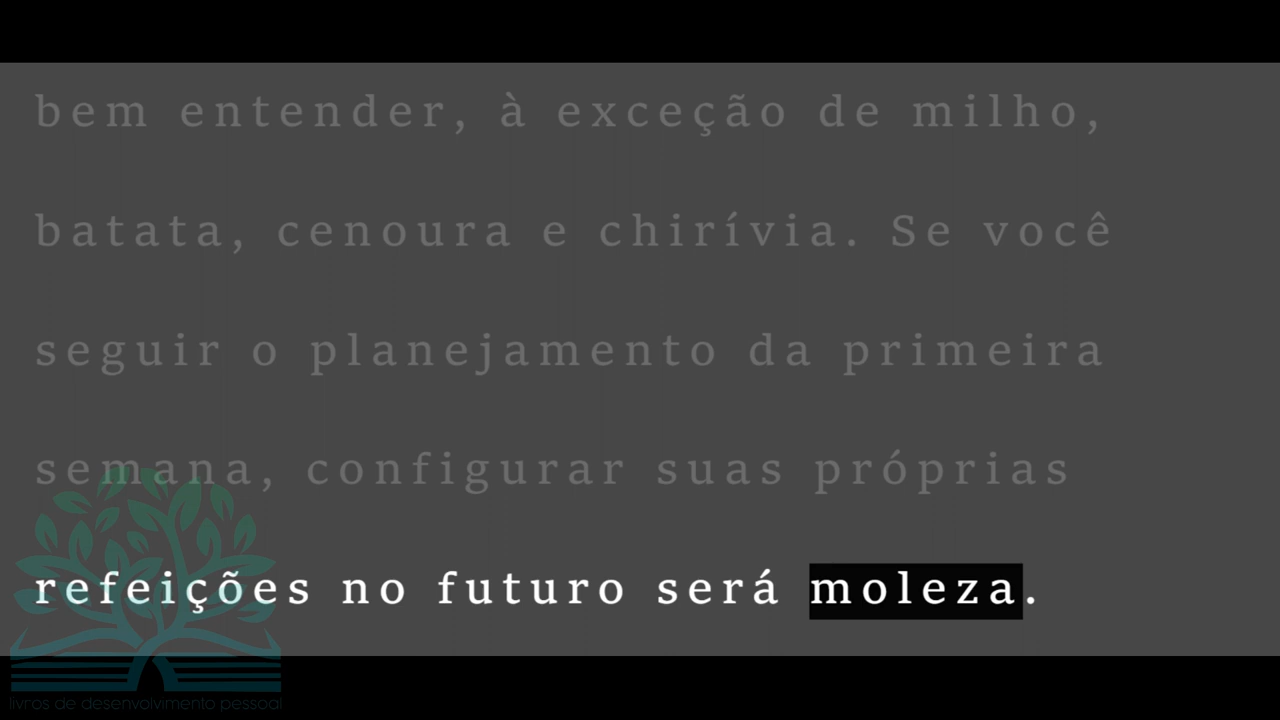 bem entender, à exceção de milho,
batata, cenoura e chirívia. Se você
seguir o planejamento da primeira
semana, configurar suas próprias
refeições no futuro será moleza.
livros de desenvolvimento pessoal